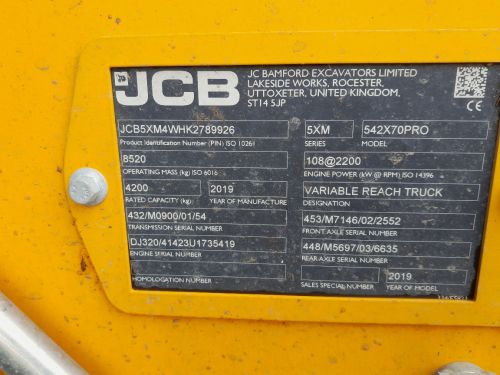 JCB
JC BAMFORD EXCAVATORS LIMITED
LAKESIDE WORKS, ROCESTER,
UTTOXETER, UNITED KINGDOM,
ST14 5JP
CE
JCB5XM4WHK2789926 5XM 542X70PRO
Product Identification Number (PIN) ISO 10261 SERIES MODEL
8520 108@2200
OPERATING MASS (kg) ISO 6016 ENGINE POWER (kW @ RPM) ISO 14396
4200 2019 VARIABLE REACH TRUCK
RATED CAPACITY (kg) YEAR OF MANUFACTURE DESIGNATION
432/M0900/01/54 453/M7146/02/2552
TRANSMISSION SERIAL NUMBER FRONT AXLE SERIAL NUMBER
DJ320/41423U1735419 448/M5697/03/6635
ENGINE SERIAL NUMBER REAR AXLE SERIAL NUMBER
2019
HOMOLOGATION NUMBER SALES SPECIAL NUMBER YEAR OF MODEL